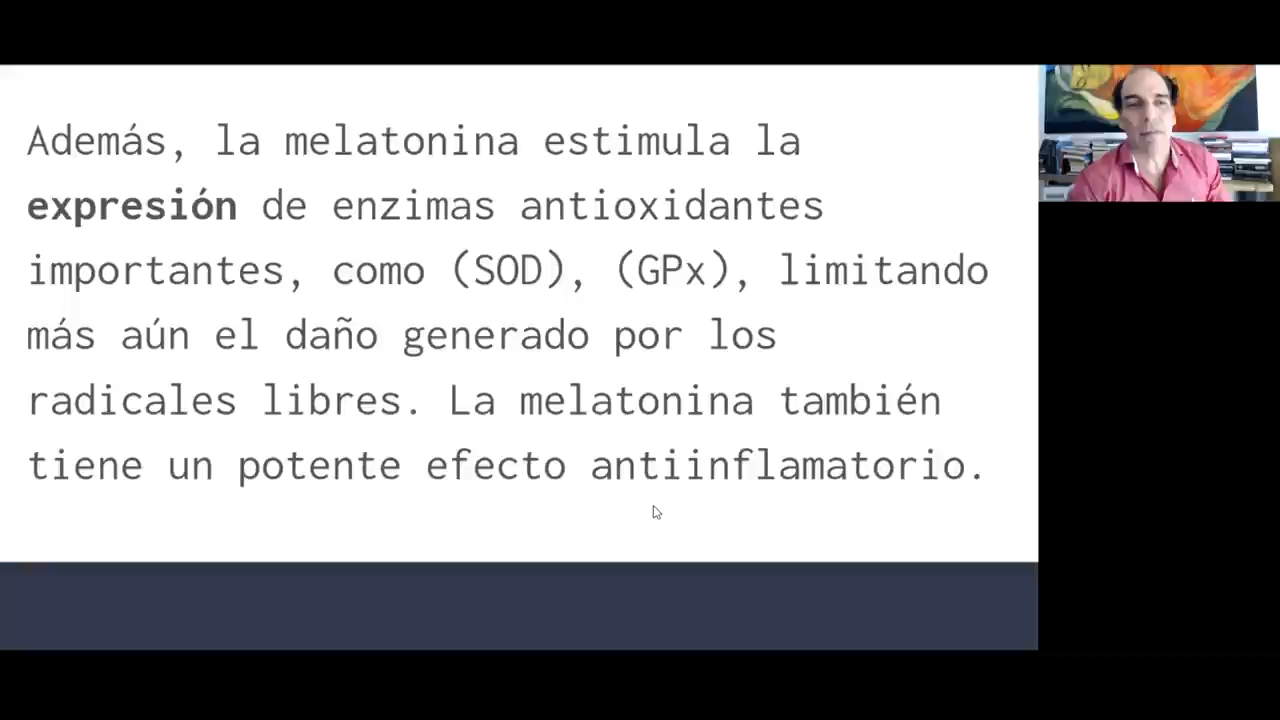 Además, la melatonina estimula la
expresión de enzimas antioxidantes
importantes, como (SOD), (GPx), limitando
más aún el daño generado por los
radicales libres. La melatonina también
tiene un potente efecto antiinflamatorio.